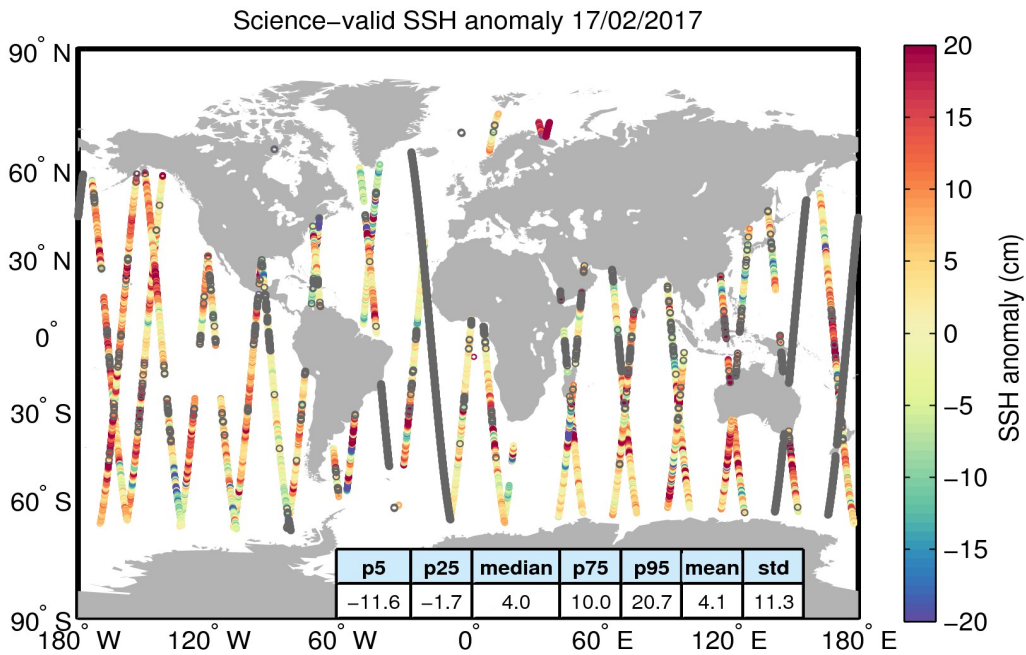 Science−valid SSH anomaly 17/02/2017
90° N
60° N
30° N
0°
30° S
60° S
90° S
180° W
120° W
60° W
0°
60° E
120° E
180° E
p5 p25 median p75 p95 mean std
−11.6 −1.7 4.0 10.0 20.7 4.1 11.3
20
15
10
5
0
−5
−10
−15
−20
SSH anomaly (cm)